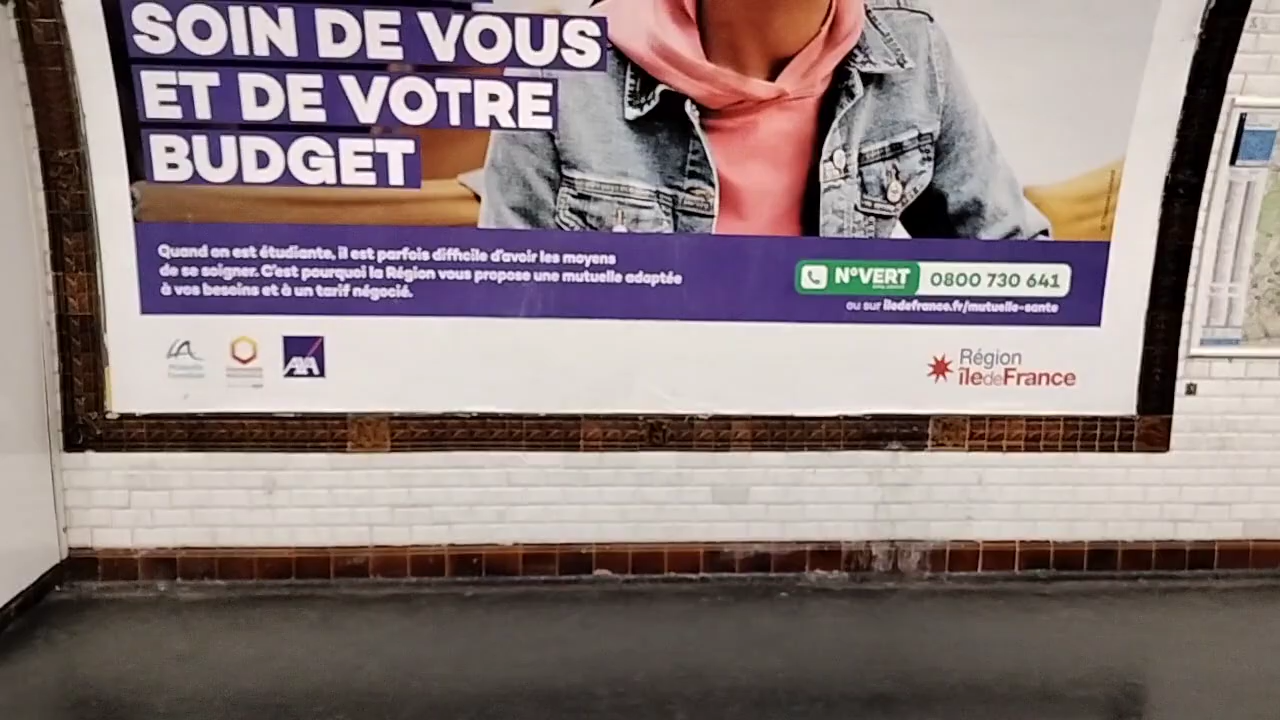 SOIN DE VOUS
ET DE VOTRE
BUDGET
Quand on est étudiante, il est parfois difficile d'avoir les moyens
de se soigner. C'est pourquoi la Région vous propose une mutuelle adaptée
à vos besoins et à un tarif négocié.
N°VERT 0800 730 641
ou sur iledefrance.fr/mutuelle-sante
AXA
Région
îledeFrance